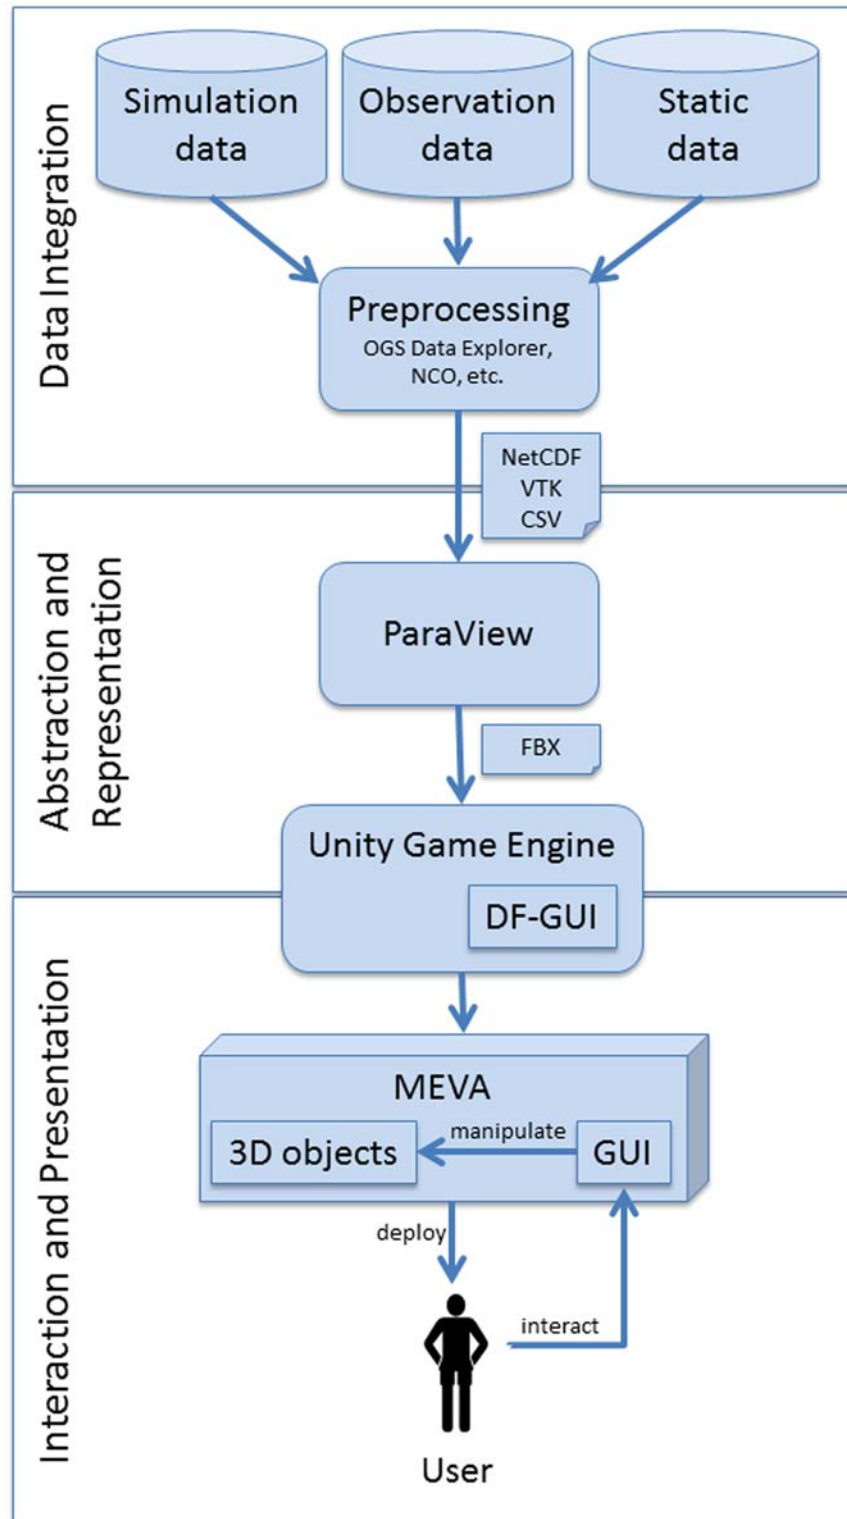 Data Integration
Simulation
data
Observation
data
Static
data
Preprocessing
OGS Data Explorer,
NCO, etc.
NetCDF
VTK
CSV
Abstraction and
Representation
ParaView
FBX
Unity Game Engine
DF-GUI
Interaction and Presentation
MEVA
3D objects
manipulate
GUI
deploy
interact
User